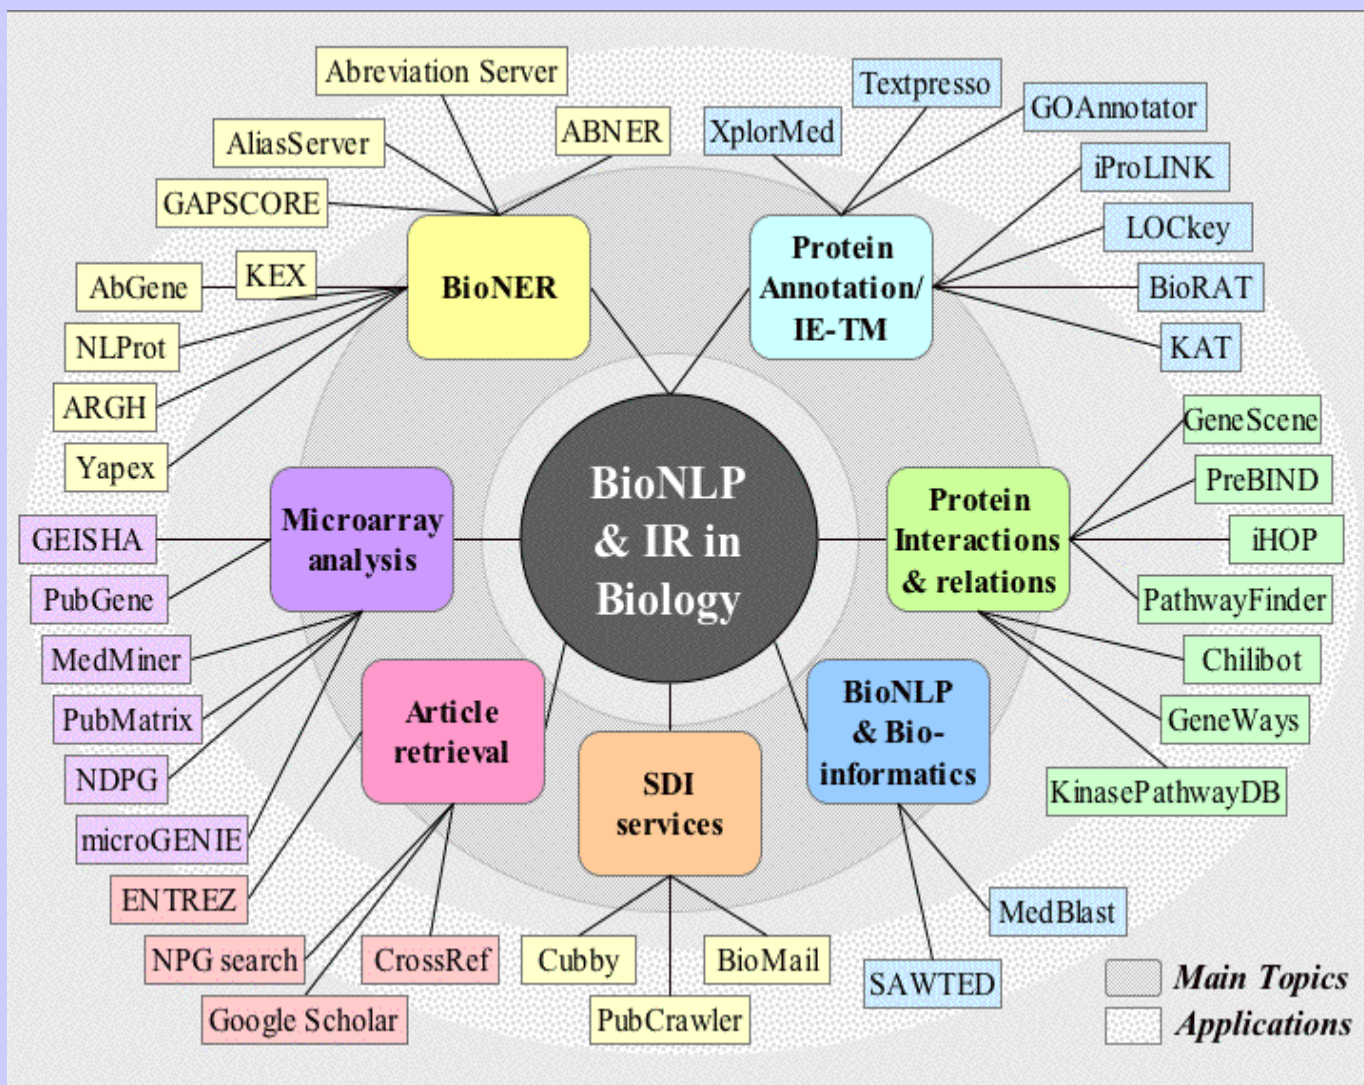 Abreviation Server
Textpresso
GOAnnotator
ABNER
XplorMed
AliasServer
iProLINK
GAPSCORE
LOCkey
BioNER
Protein
Annotation/
IE-TM
KEX
AbGene
BioRAT
NLProt
KAT
ARGH
GeneScene
Yapex
PreBIND
BioNLP
& IR in
Biology
Microarray
analysis
Protein
Interactions
& relations
GEISHA
iHOP
PubGene
PathwayFinder
MedMiner
Chilibot
PubMatrix
GeneWays
Article
retrieval
BioNLP
& Bio-
informatics
NDPG
KinasePathwayDB
SDI
services
microGENIE
ENTREZ
MedBlast
NPG search
CrossRef
Cubby
BioMail
SAWTED
Google Scholar
PubCrawler
Main Topics
Applications